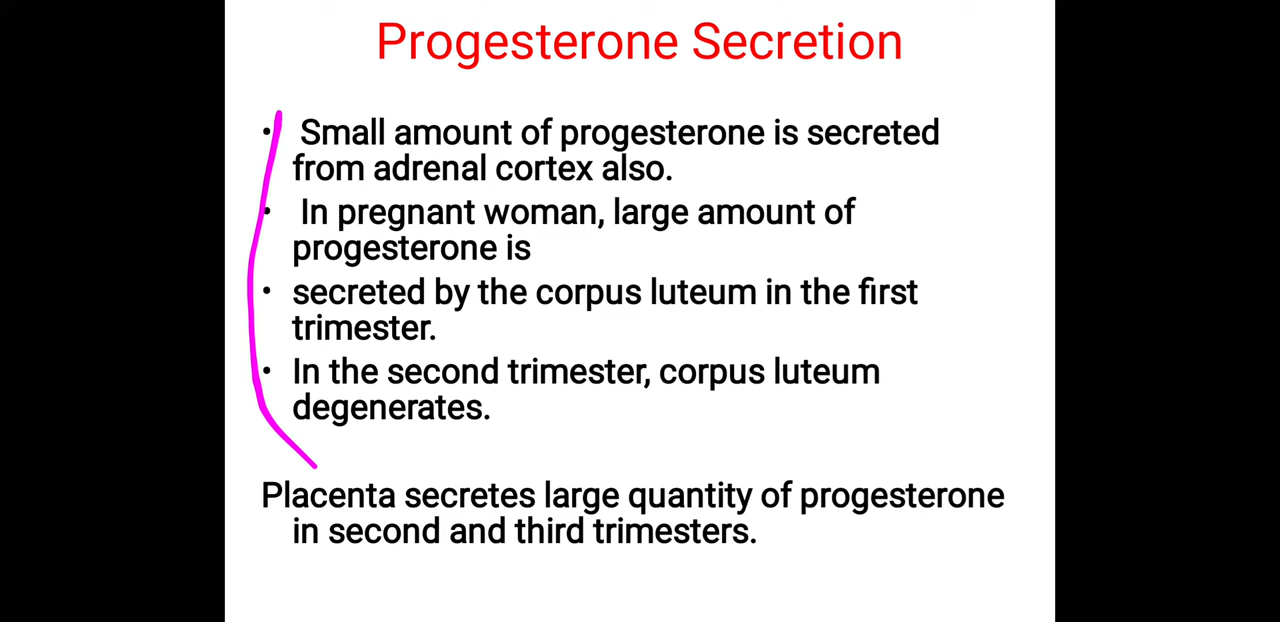 Progesterone Secretion
• Small amount of progesterone is secreted
from adrenal cortex also.
• In pregnant woman, large amount of
progesterone is
• secreted by the corpus luteum in the first
trimester.
• In the second trimester, corpus luteum
degenerates.
Placenta secretes large quantity of progesterone
in second and third trimesters.